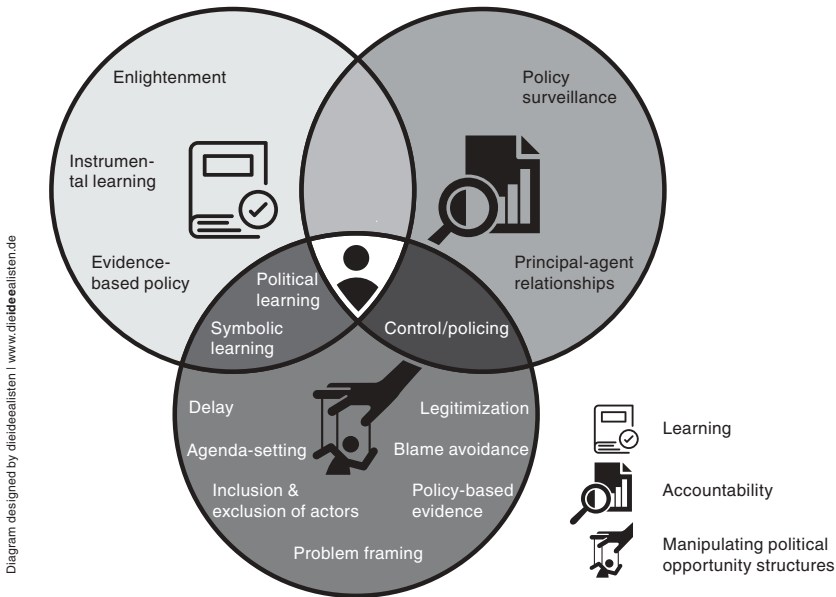 Enlightenment
Instrumen-
tal learning
Evidence-
based policy
Policy
surveillance
Principal-agent
relationships
Political
learning
Symbolic
learning
Control/policing
Delay
Agenda-setting
Inclusion &
exclusion of actors
Legitimization
Blame avoidance
Policy-based
evidence
Problem framing
Learning
Accountability
Manipulating political
opportunity structures
Diagram designed by dieideealisten | www.dieideealisten.de